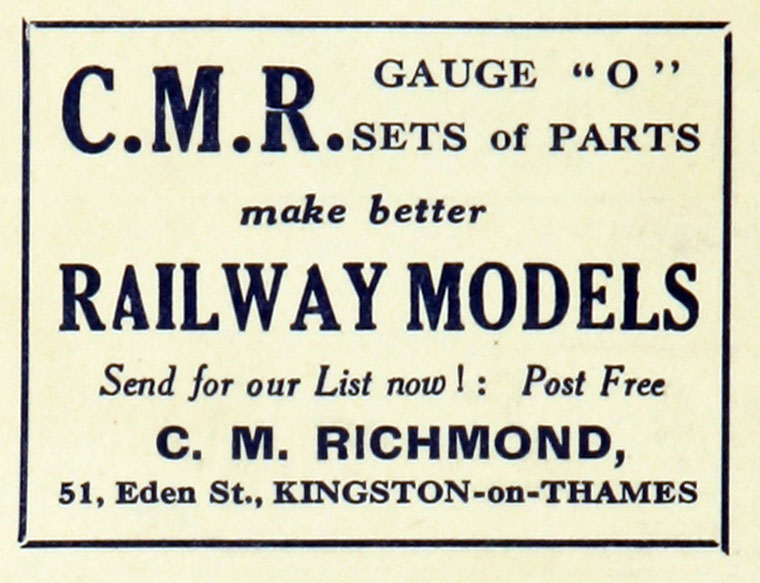 C.M.R. GAUGE "O"
SETS of PARTS
make better
RAILWAY MODELS
Send for our List now! : Post Free
C. M. RICHMOND,
51, Eden St., KINGSTON-on-THAMES